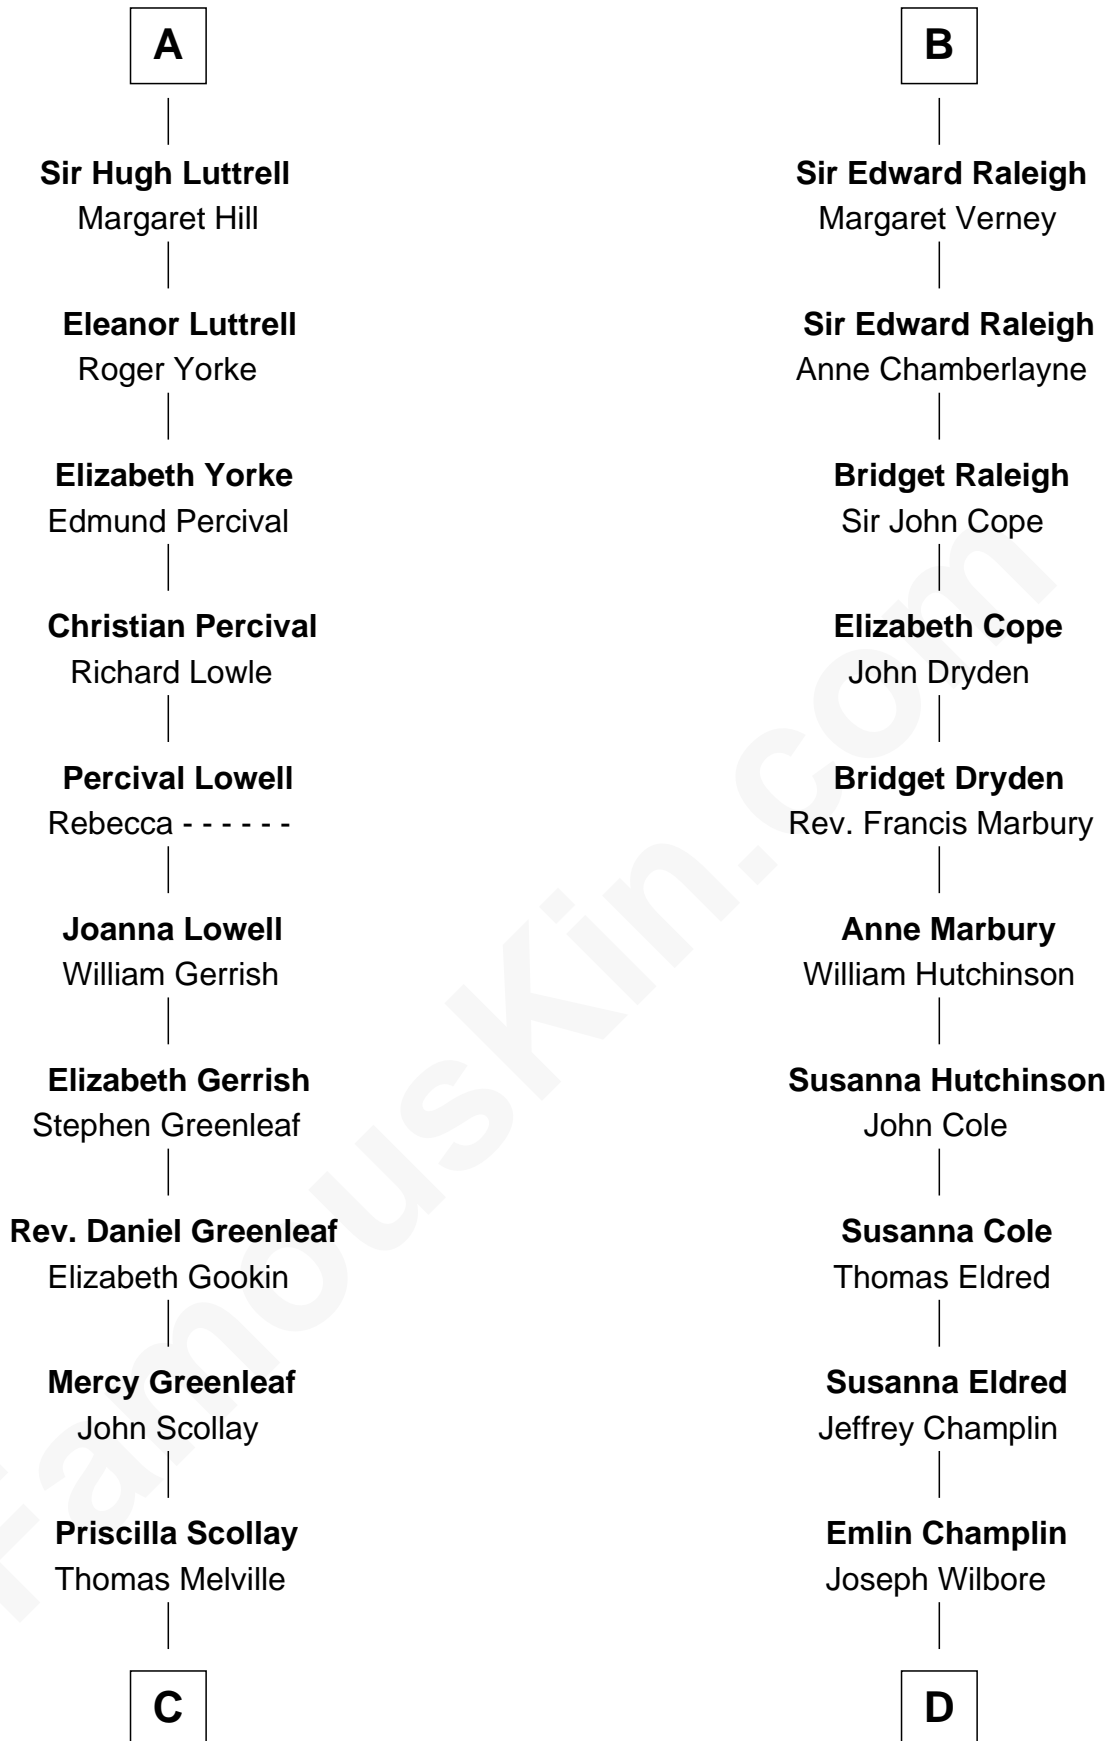 A
Sir Hugh Luttrell
Margaret Hill
Eleanor Luttrell
Roger Yorke
Elizabeth Yorke
Edmund Percival
Christian Percival
Richard Lowle
Percival Lowell
Rebecca - - - - - -
Joanna Lowell
William Gerrish
Elizabeth Gerrish
Stephen Greenleaf
Rev. Daniel Greenleaf
Elizabeth Gookin
Mercy Greenleaf
John Scollay
Priscilla Scollay
Thomas Melville
C
B
Sir Edward Raleigh
Margaret Verney
Sir Edward Raleigh
Anne Chamberlayne
Bridget Raleigh
Sir John Cope
Elizabeth Cope
John Dryden
Bridget Dryden
Rev. Francis Marbury
Anne Marbury
William Hutchinson
Susanna Hutchinson
John Cole
Susanna Cole
Thomas Eldred
Susanna Eldred
Jeffrey Champlin
Emlin Champlin
Joseph Wilbore
D
FamousKin.com